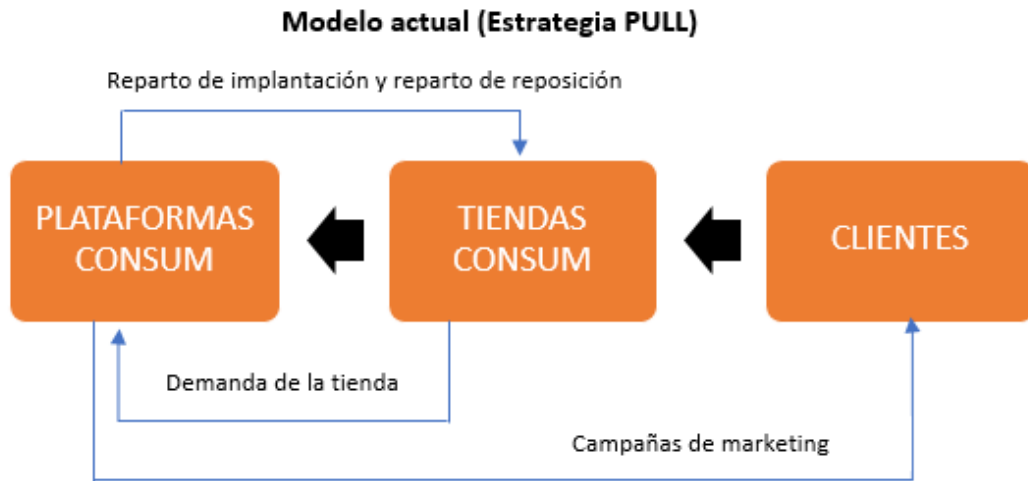 Modelo actual (Estrategia PULL)
Reparto de implantación y reparto de reposición
PLATAFORMAS
CONSUM
TIENDAS
CONSUM
CLIENTES
Demanda de la tienda
Campañas de marketing